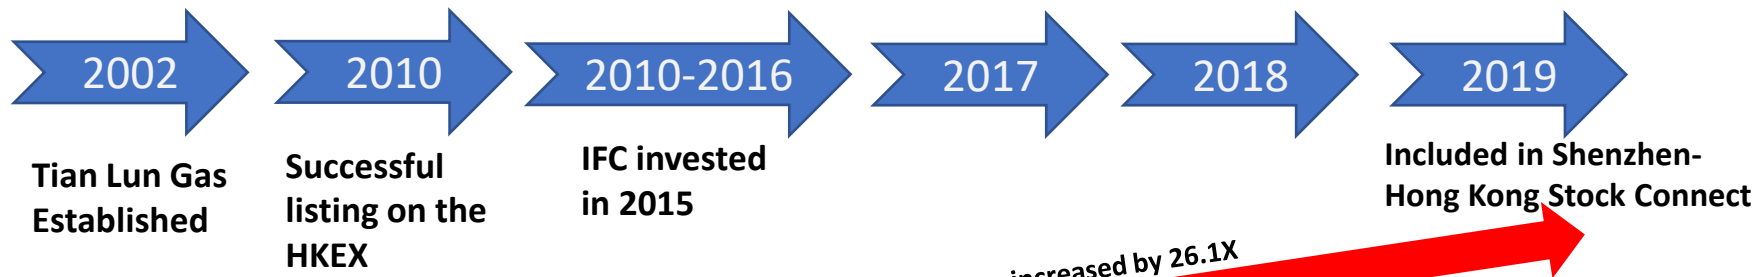 2002
2010
2010-2016
2017
2018
2019
Tian Lun Gas
Established
Successful
listing on the
HKEX
IFC invested
in 2015
Included in Shenzhen-
Hong Kong Stock Connect
increased by 26.1X